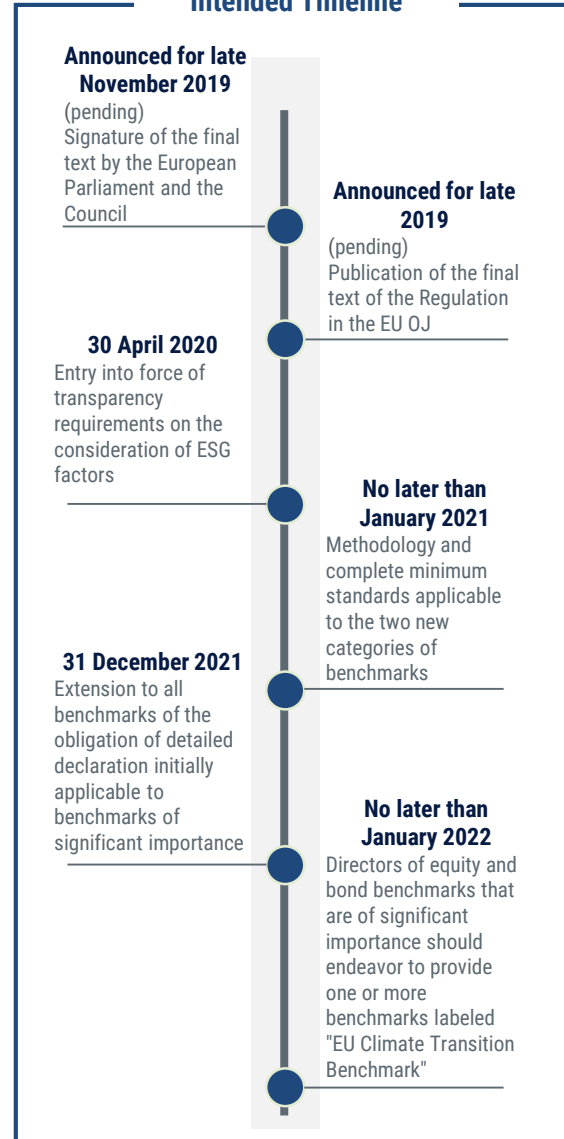 Intended Timeline
Announced for late
November 2019
(pending)
Signature of the final
text by the European
Parliament and the
Council
Announced for late
2019
(pending)
Publication of the final
text of the Regulation
in the EU OJ
30 April 2020
Entry into force of
transparency
requirements on the
consideration of ESG
factors
No later than
January 2021
Methodology and
complete minimum
standards applicable
to the two new
categories of
benchmarks
31 December 2021
Extension to all
benchmarks of the
obligation of detailed
declaration initially
applicable to
benchmarks of
significant importance
No later than
January 2022
Directors of equity and
bond benchmarks that
are of significant
importance should
endeavor to provide
one or more
benchmarks labeled
"EU Climate Transition
Benchmark"